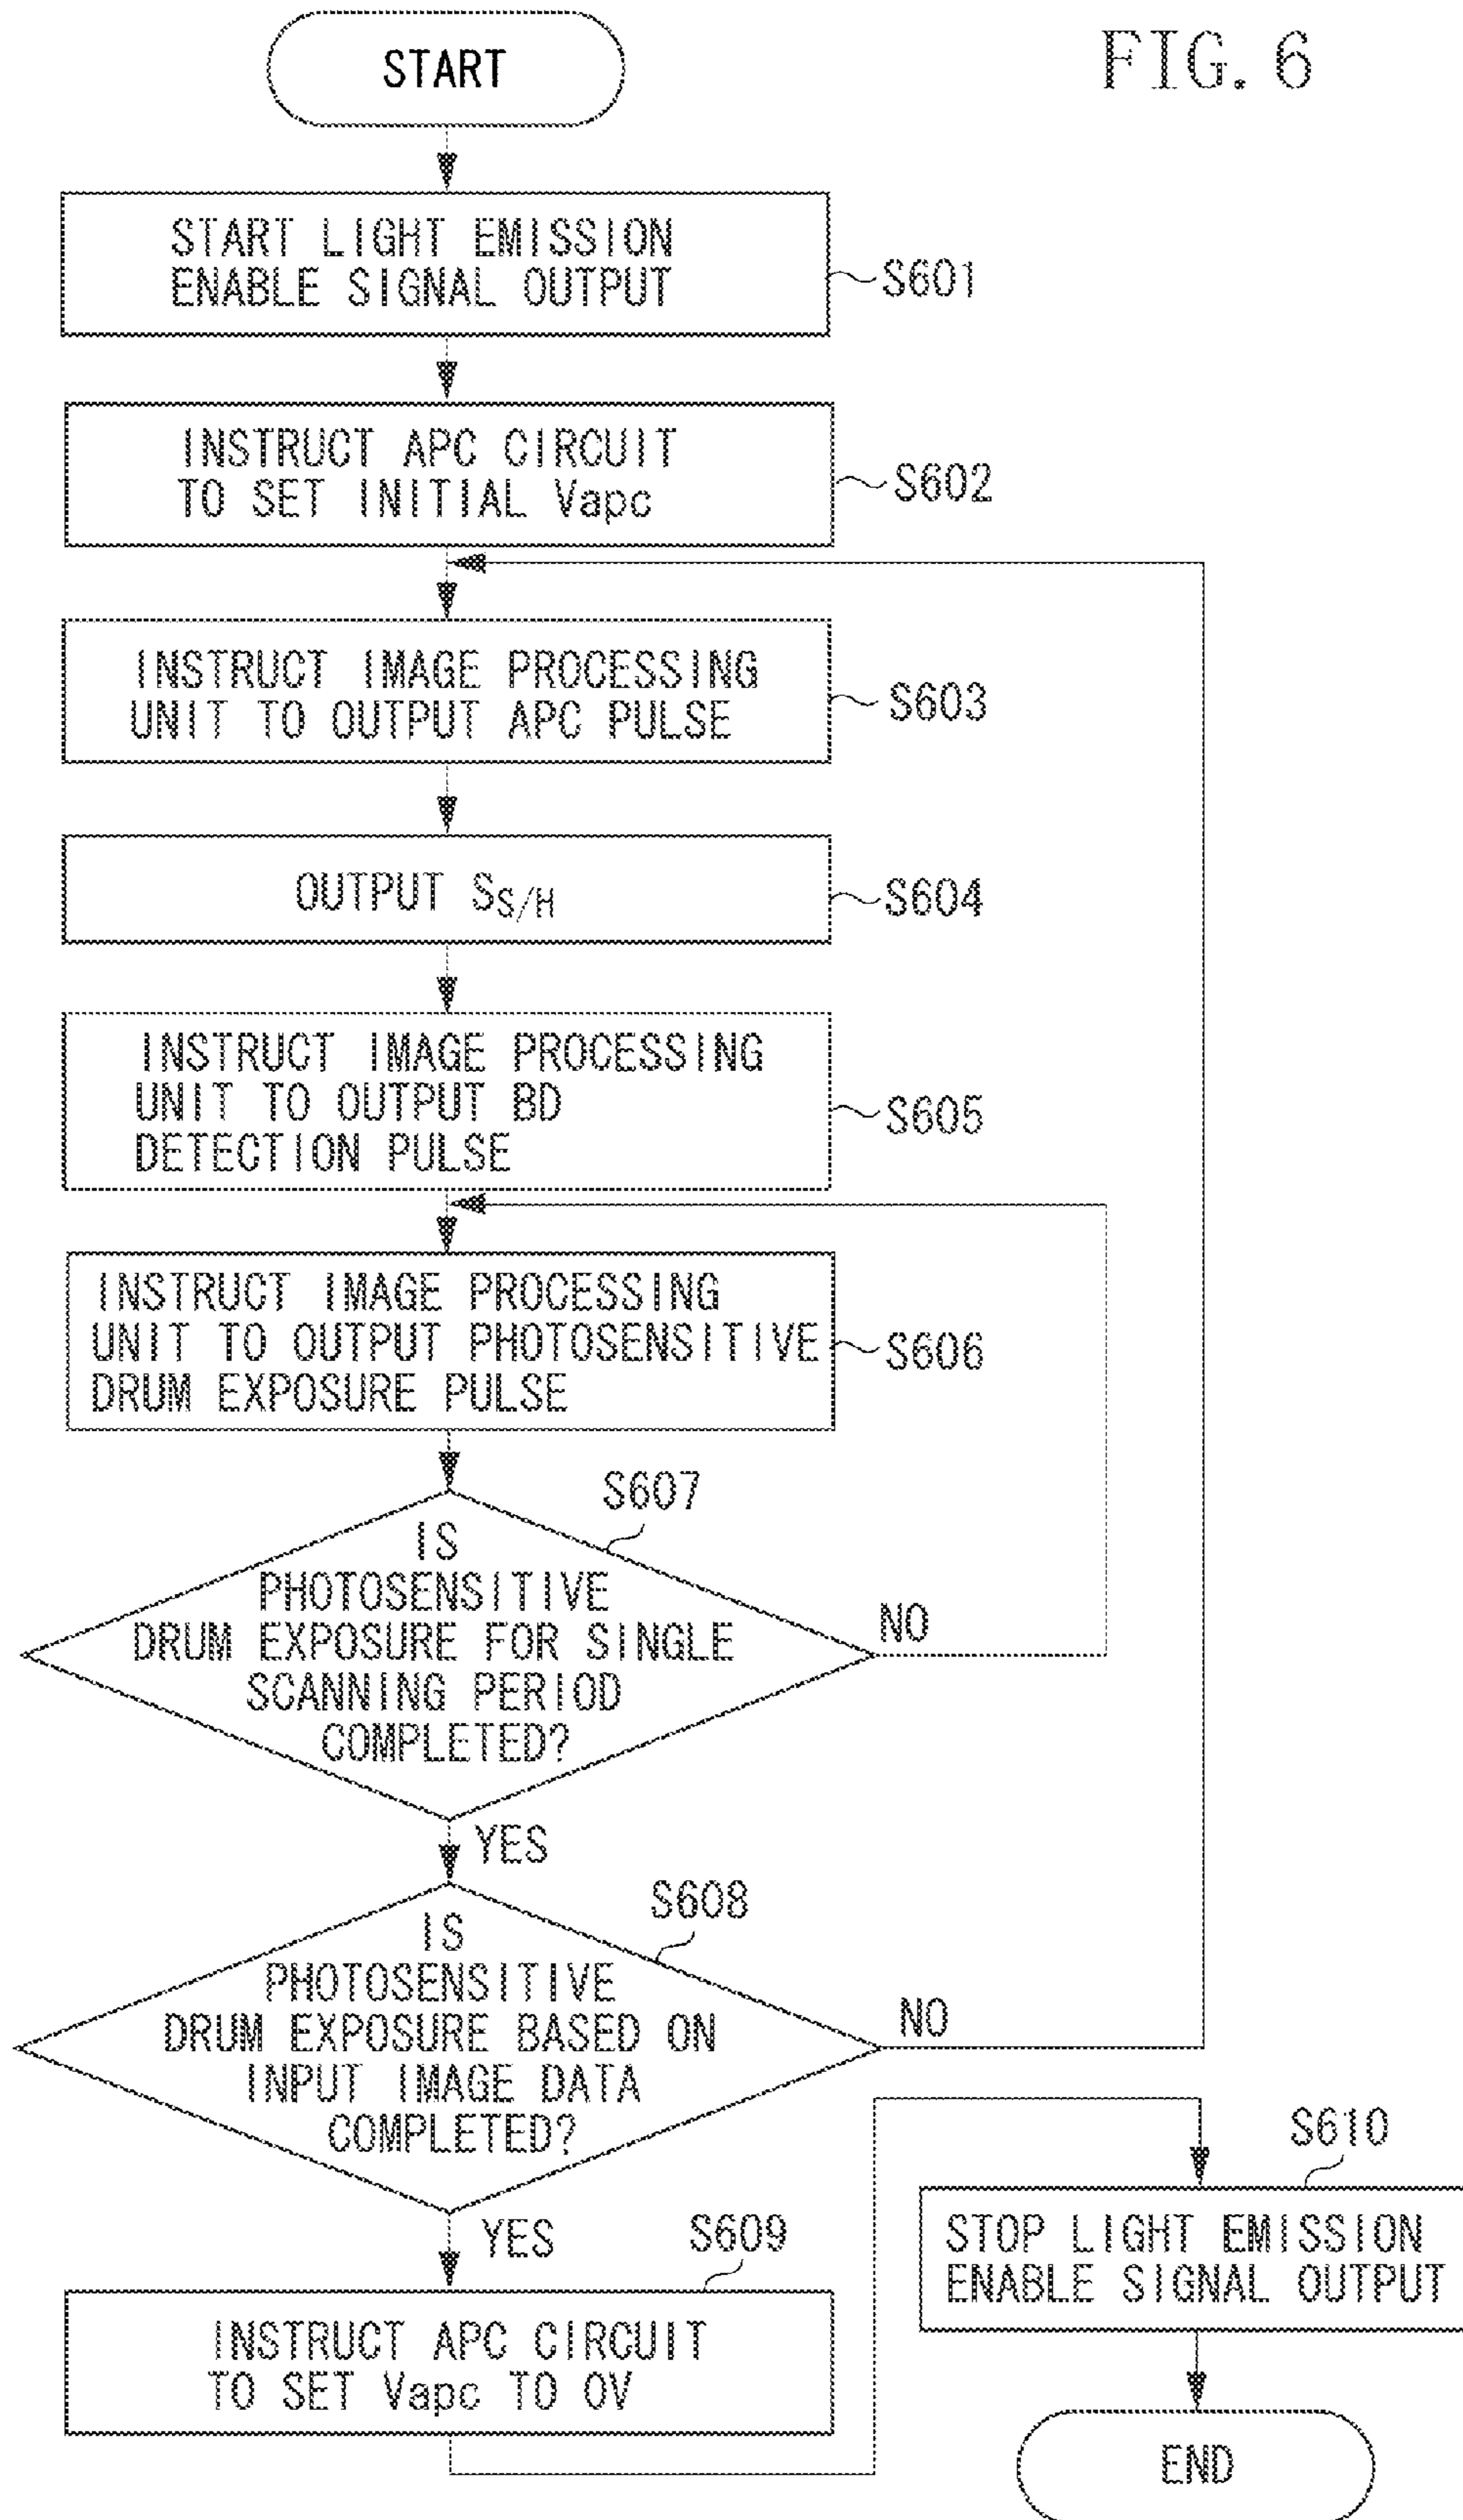 FIG. 6
START
START LIGHT EMISSION
ENABLE SIGNAL OUTPUT
S601
INSTRUCT APC CIRCUIT
TO SET INITIAL Vapc
S602
INSTRUCT IMAGE PROCESSING
UNIT TO OUTPUT APC PULSE
S603
OUTPUT SS/H
S604
INSTRUCT IMAGE PROCESSING
UNIT TO OUTPUT BD
DETECTION PULSE
S605
INSTRUCT IMAGE PROCESSING
UNIT TO OUTPUT PHOTOSENSITIVE
DRUM EXPOSURE PULSE
S606
S607
IS
PHOTOSENSITIVE
DRUM EXPOSURE FOR SINGLE
SCANNING PERIOD
COMPLETED?
NO
YES
S608
IS
PHOTOSENSITIVE
DRUM EXPOSURE BASED ON
INPUT IMAGE DATA
COMPLETED?
NO
YES
S609
INSTRUCT APC CIRCUIT
TO SET Vapc TO 0V
S610
STOP LIGHT EMISSION
ENABLE SIGNAL OUTPUT
END